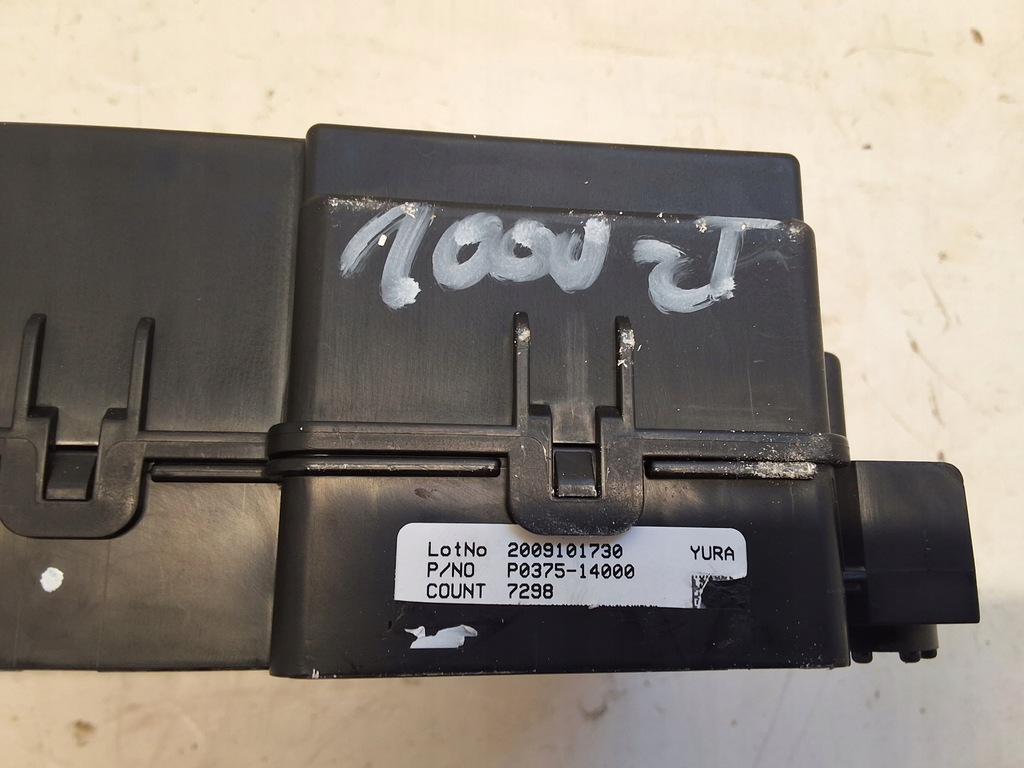 1000 zł
LotNo 2009101730 YURA
P/NO P0375-14000
COUNT 7298